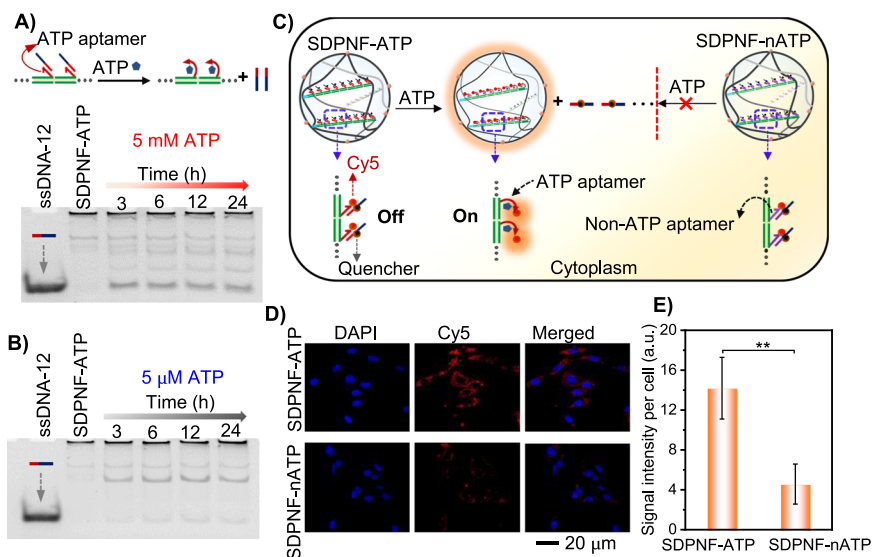 A)
ATP aptamer
ATP
+
ssDNA-12
SDPNF-ATP
5 mM ATP
Time (h)
3 6 12 24
B)
ssDNA-12
SDPNF-ATP
5 μM ATP
Time (h)
3 6 12 24
C)
SDPNF-ATP
SDPNF-nATP
ATP
+
ATP
Cy5
Off
Quencher
On
ATP aptamer
Non-ATP aptamer
Cytoplasm
D)
DAPI Cy5 Merged
SDPNF-ATP
SDPNF-nATP
20 μm
E)
Signal intensity per cell (a.u.)
20
16
12
8
4
0
**
SDPNF-ATP
SDPNF-nATP